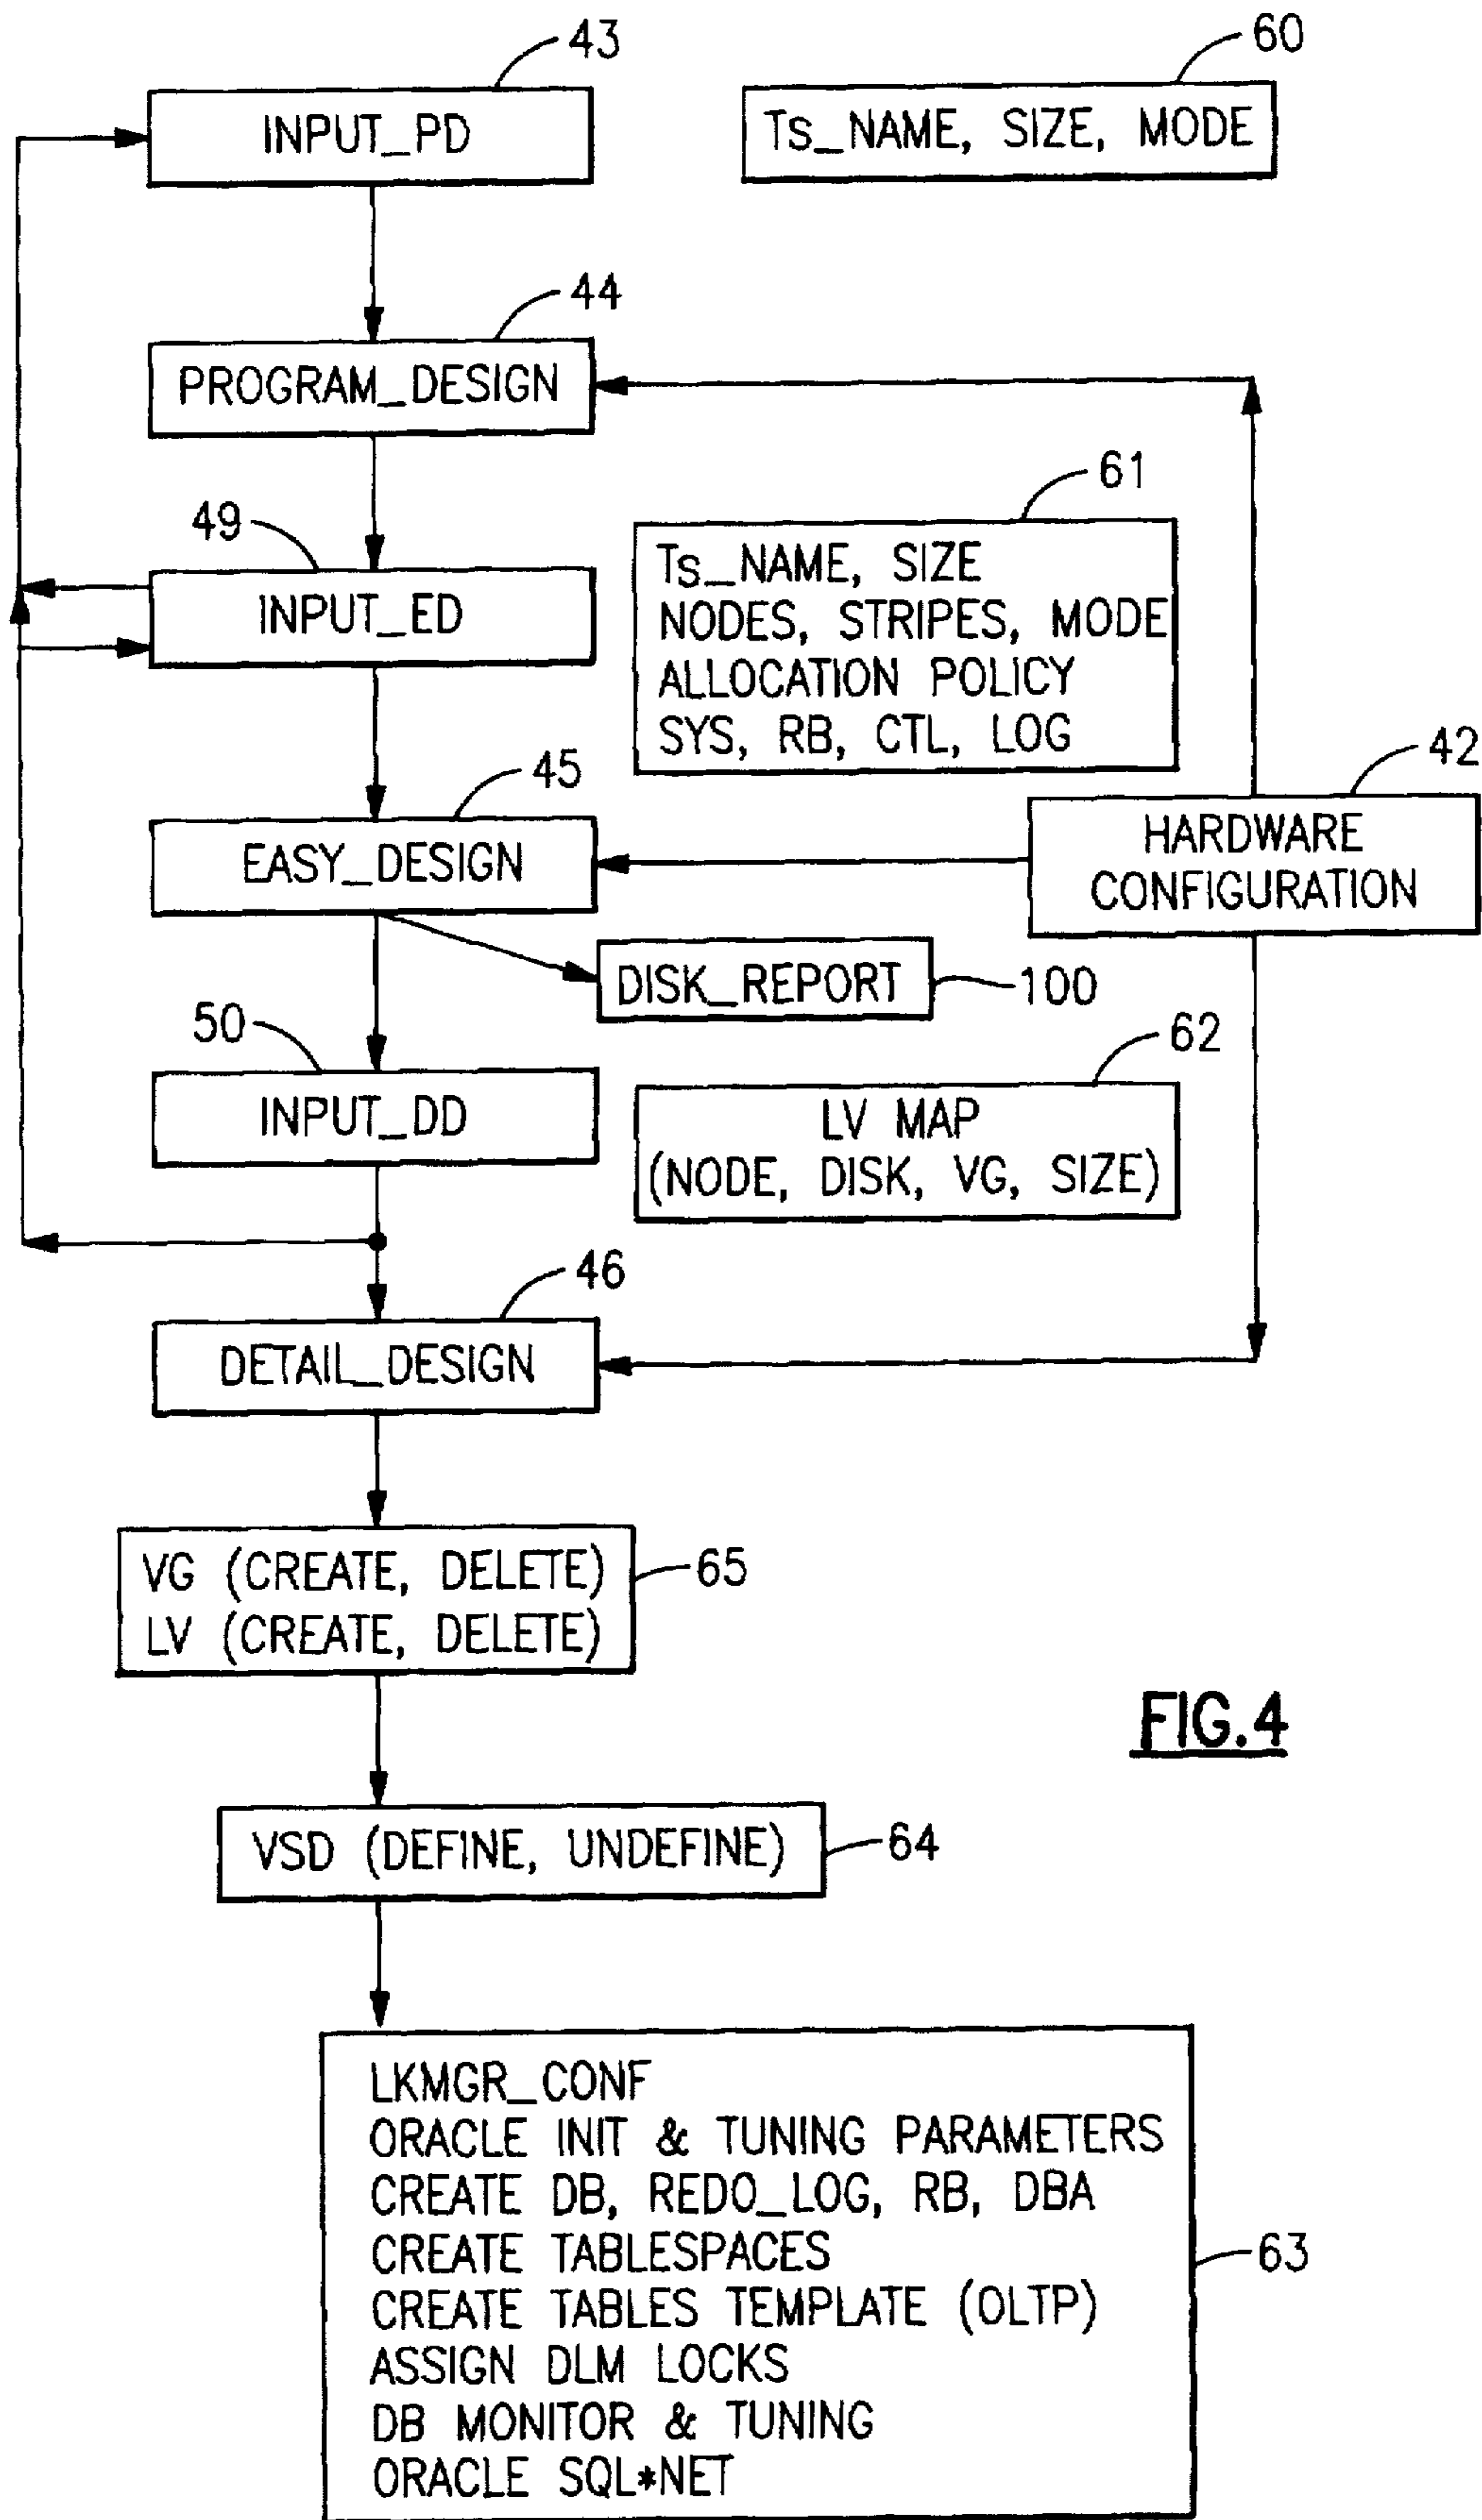 43
60
INPUT_PD
Ts_NAME, SIZE, MODE
44
PROGRAM_DESIGN
61
49
INPUT_ED
Ts_NAME, SIZE
NODES, STRIPES, MODE
ALLOCATION POLICY
SYS, RB, CTL, LOG
42
45
HARDWARE
CONFIGURATION
EASY_DESIGN
DISK_REPORT
100
50
62
INPUT_DD
LV MAP
(NODE, DISK, VG, SIZE)
46
DETAIL_DESIGN
VG (CREATE, DELETE)
LV (CREATE, DELETE)
65
FIG.4
VSD (DEFINE, UNDEFINE)
64
LKMGR_CONF
ORACLE INIT & TUNING PARAMETERS
CREATE DB, REDO_LOG, RB, DBA
CREATE TABLESPACES
CREATE TABLES TEMPLATE (OLTP)
ASSIGN DLM LOCKS
DB MONITOR & TUNING
ORACLE SQL*NET
63